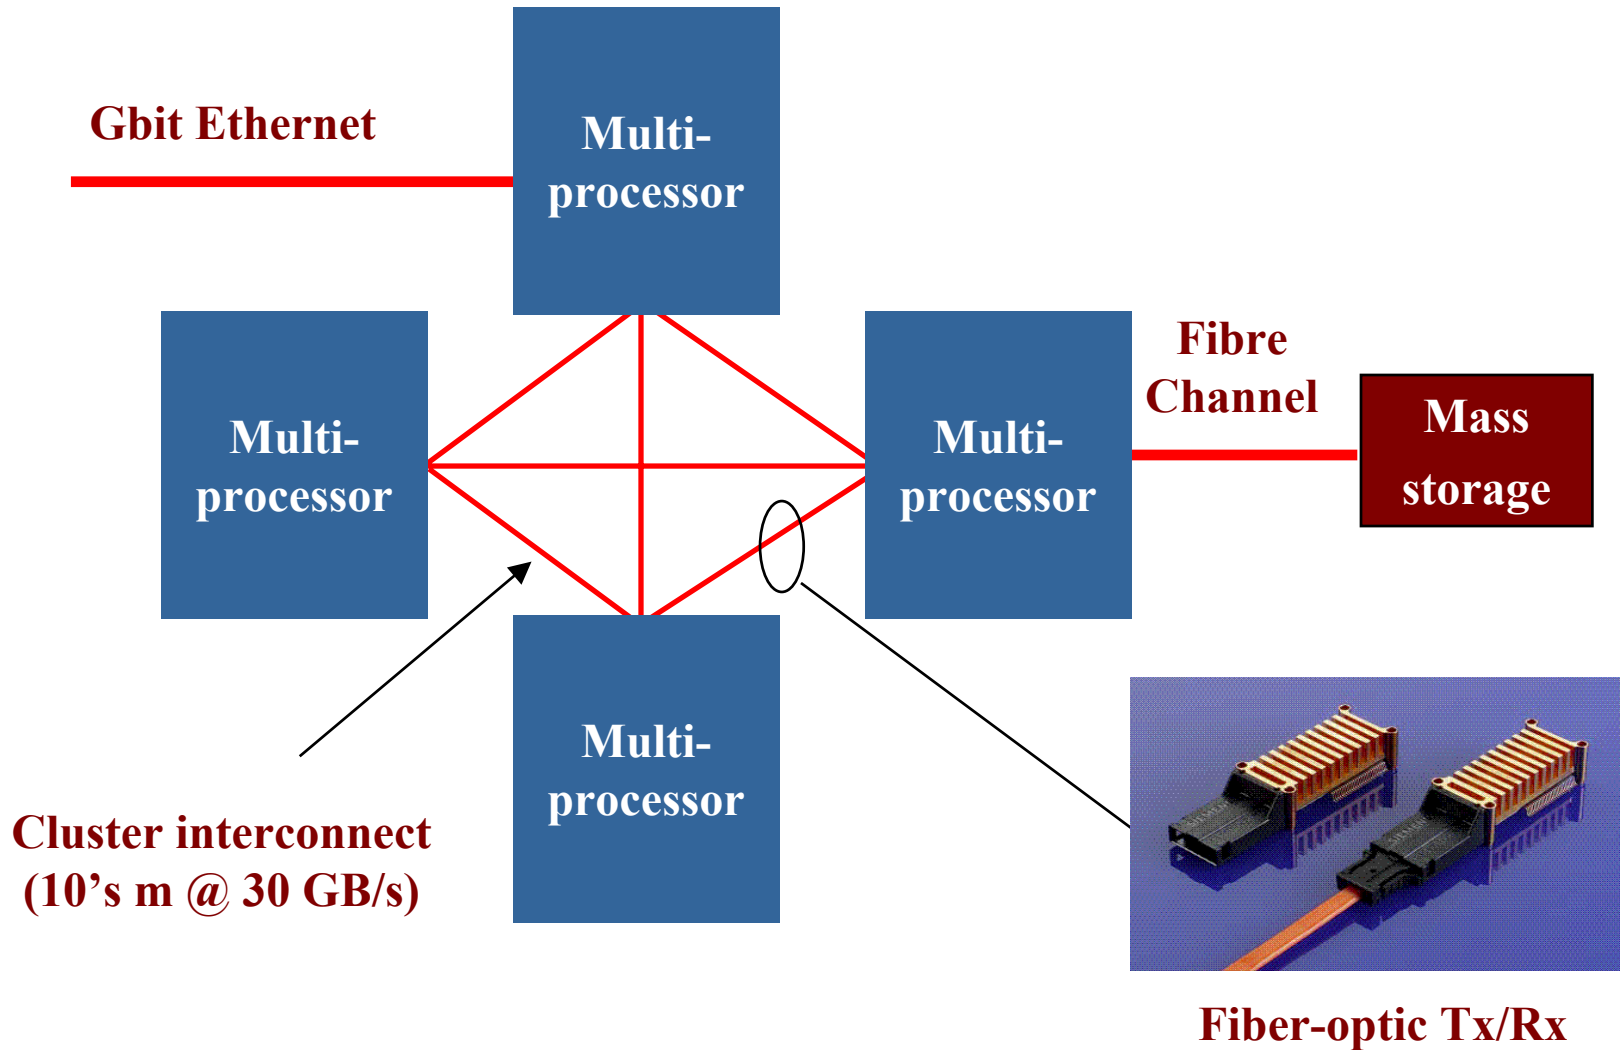 Gbit Ethernet
Multi-
processor
Multi-
processor
Multi-
processor
Fibre
Channel
Mass
storage
Multi-
processor
Cluster interconnect
(10’s m @ 30 GB/s)
Fiber-optic Tx/Rx